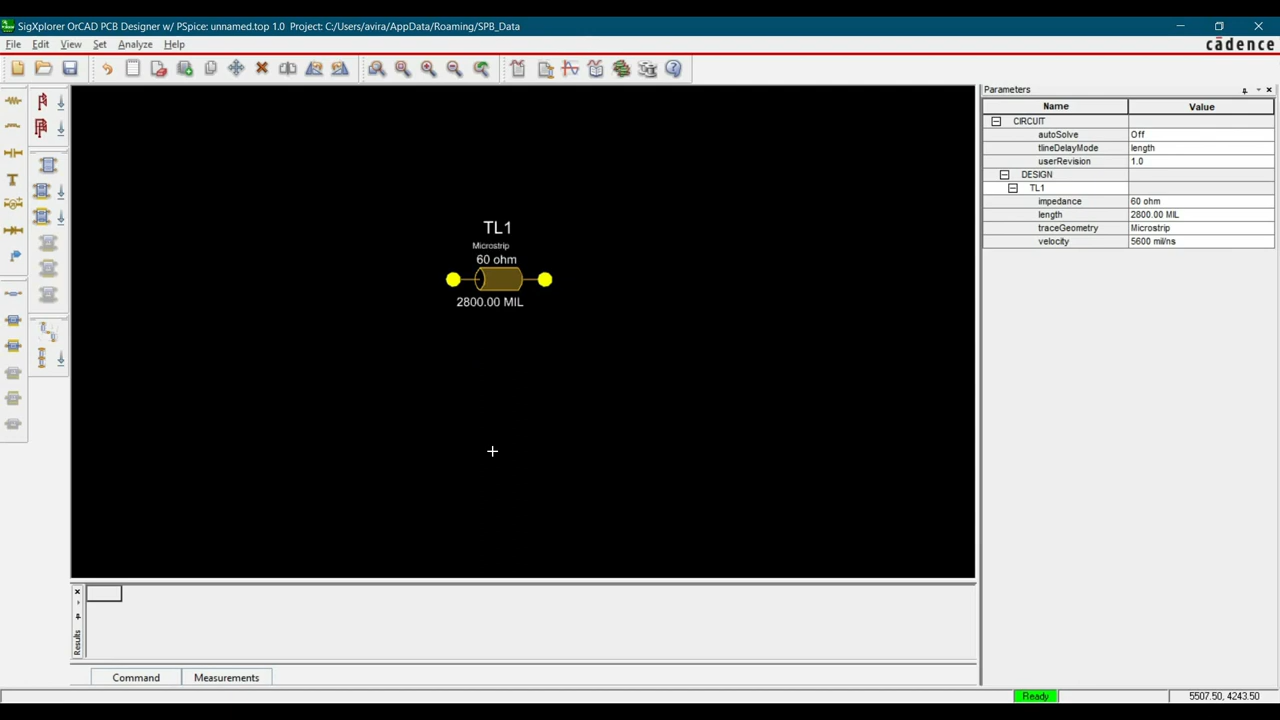 SigXplorer OrCAD PCB Designer w/ PSpice: unnamed.top 1.0 Project: C:/Users/avira/AppData/Roaming/SPB_Data
File Edit View Set Analyze Help
cādence
Parameters
Name Value
CIRCUIT
autoSolve Off
tlineDelayMode length
userRevision 1.0
DESIGN
TL1
impedance 60 ohm
length 2800.00 MIL
traceGeometry Microstrip
velocity 5600 mil/ns
TL1
Microstrip
60 ohm
2800.00 MIL
Results
Command Measurements
Ready 5507.50, 4243.50